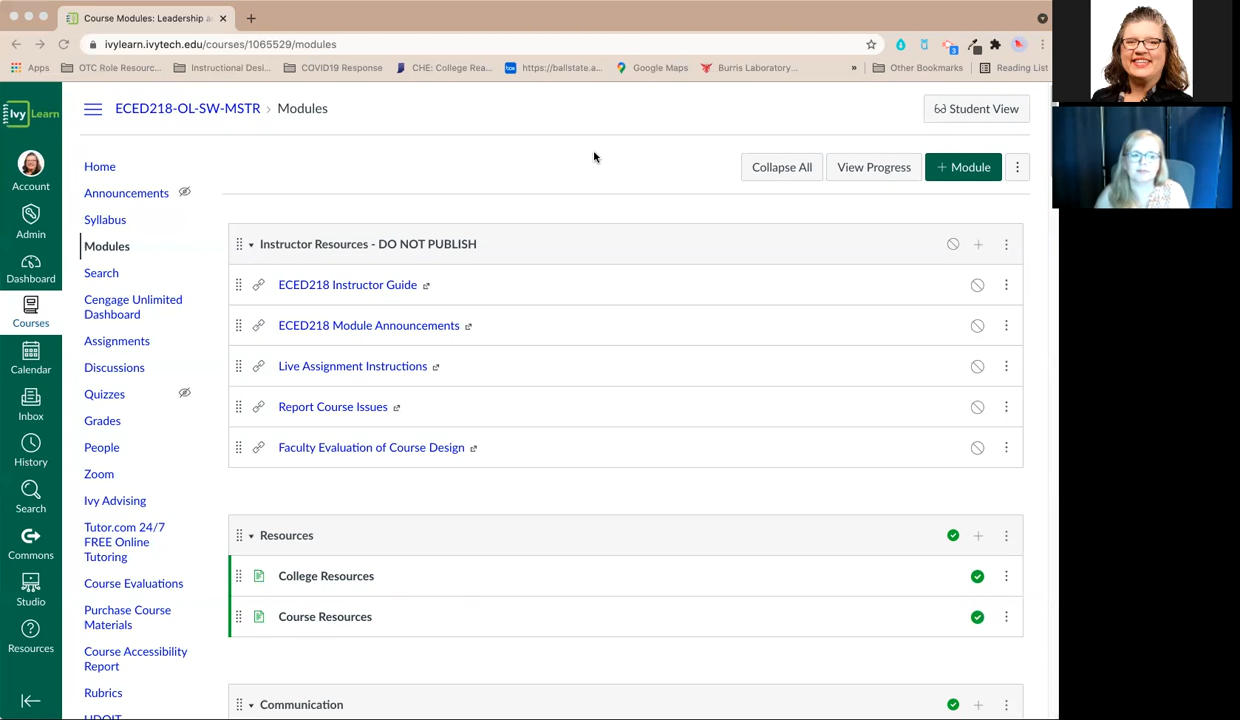 Course Modules: Leadership a
ivylearn.ivytech.edu/courses/1065529/modules
3
Apps
OTC Role Resourc...
Instructional Desi...
COVID19 Response
CHE: College Rea...
https://ballstate.a...
Google Maps
Burris Laboratory...
»
Other Bookmarks
Reading List
Ivy Learn
Account
Admin
Dashboard
Courses
Calendar
Inbox
History
Search
Commons
Studio
Resources
ECED218-OL-SW-MSTR › Modules
Student View
Home
Announcements
Syllabus
Modules
Search
Cengage Unlimited
Dashboard
Assignments
Discussions
Quizzes
Grades
People
Zoom
Ivy Advising
Tutor.com 24/7
FREE Online
Tutoring
Course Evaluations
Purchase Course
Materials
Course Accessibility
Report
Rubrics
UDOIT
Collapse All
View Progress
+ Module
Instructor Resources - DO NOT PUBLISH
ECED218 Instructor Guide
ECED218 Module Announcements
Live Assignment Instructions
Report Course Issues
Faculty Evaluation of Course Design
Resources
College Resources
Course Resources
Communication